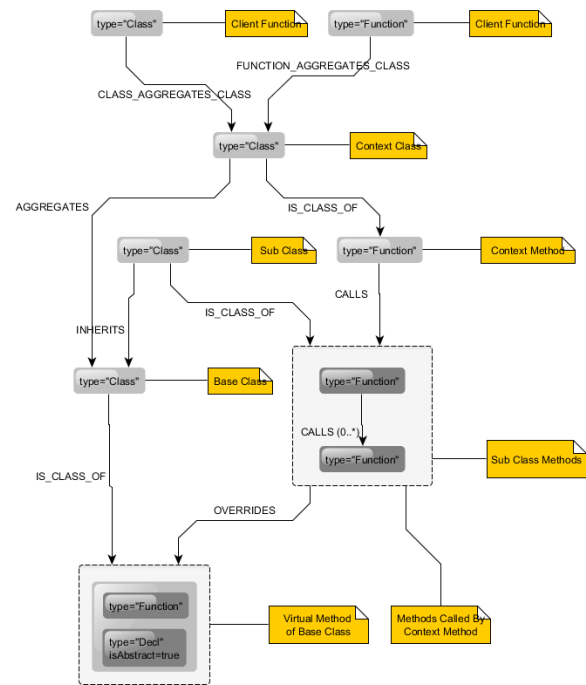 type="Class"
Client Function
type="Function"
Client Function
FUNCTION_AGGREGATES_CLASS
CLASS_AGGREGATES_CLASS
type="Class"
Context Class
AGGREGATES
IS_CLASS_OF
type="Class"
Sub Class
type="Function"
Context Method
CALLS
IS_CLASS_OF
INHERITS
type="Class"
Base Class
type="Function"
CALLS (0..*)
type="Function"
Sub Class Methods
IS_CLASS_OF
OVERRIDES
type="Function"
type="Decl"
isAbstract=true
Virtual Method
of Base Class
Methods Called By
Context Method